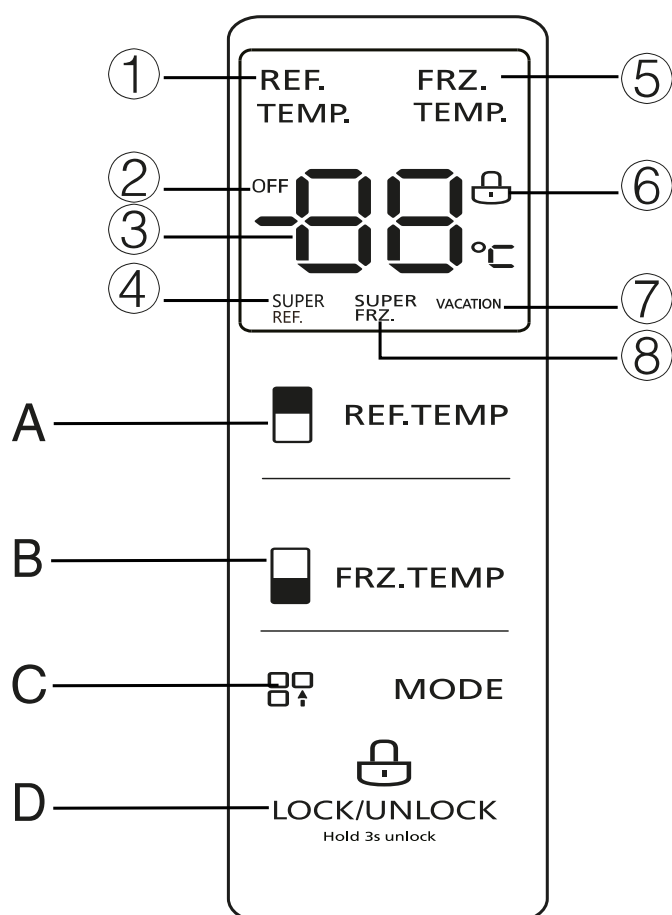 ① REF. TEMP.
FRZ. TEMP. ⑤
② OFF
88
⑥
③
°C
④ SUPER REF.
SUPER FRZ.
VACATION ⑦
⑧
A REF.TEMP
B FRZ.TEMP
C MODE
D LOCK/UNLOCK
Hold 3s unlock